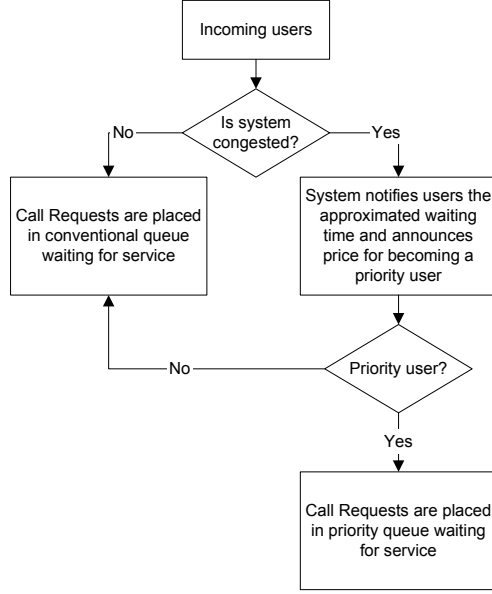 Incoming users
Is system
congested?
No
Yes
Call Requests are placed
in conventional queue
waiting for service
System notifies users the
approximated waiting
time and announces
price for becoming a
priority user
Priority user?
No
Yes
Call Requests are placed
in priority queue waiting
for service